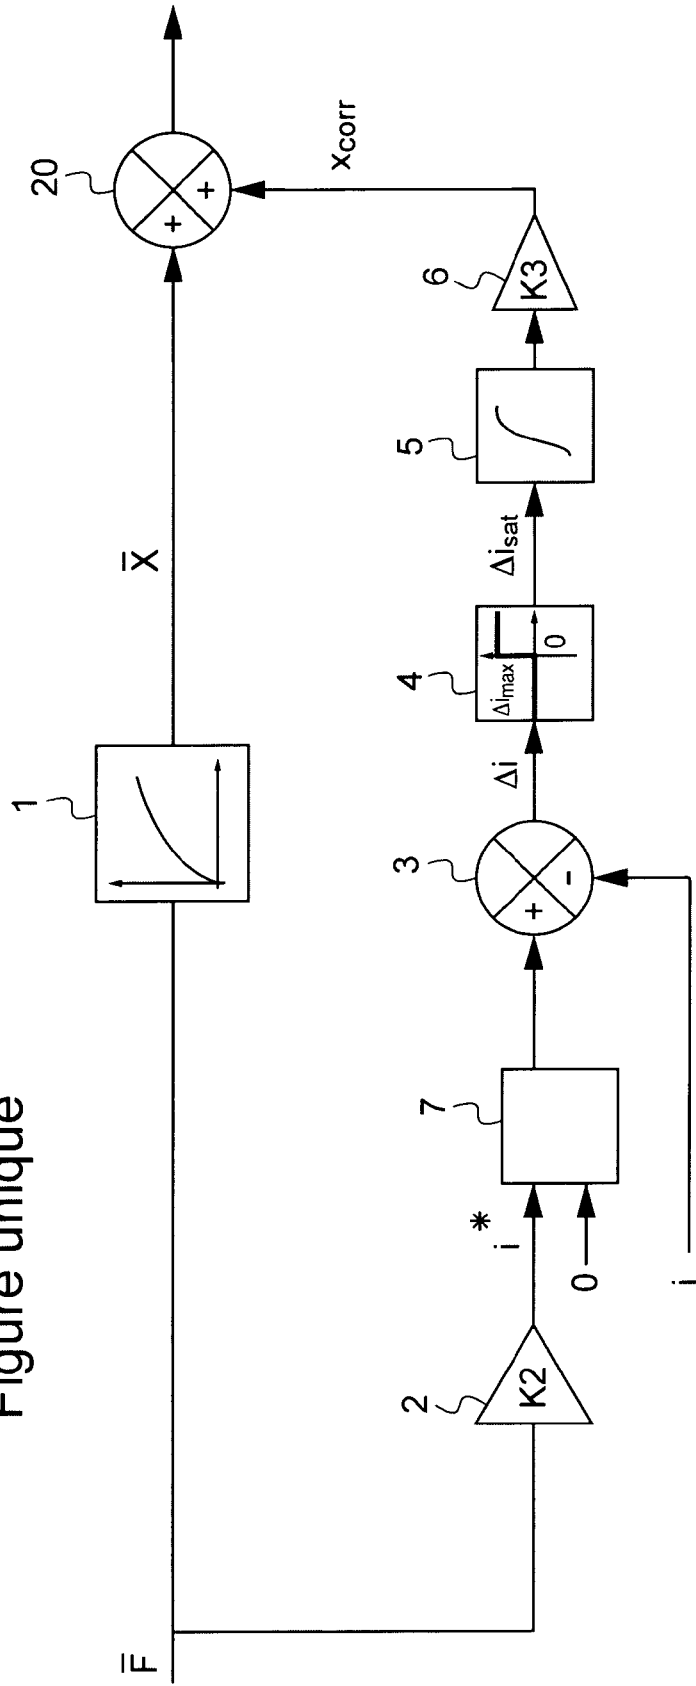 Figure unique
F̅
1
X̅
20
+
+
xcorr
2
K2
i*
0
7
3
+
-
i
Δi
4
Δimax
0
Δisat
5
6
K3